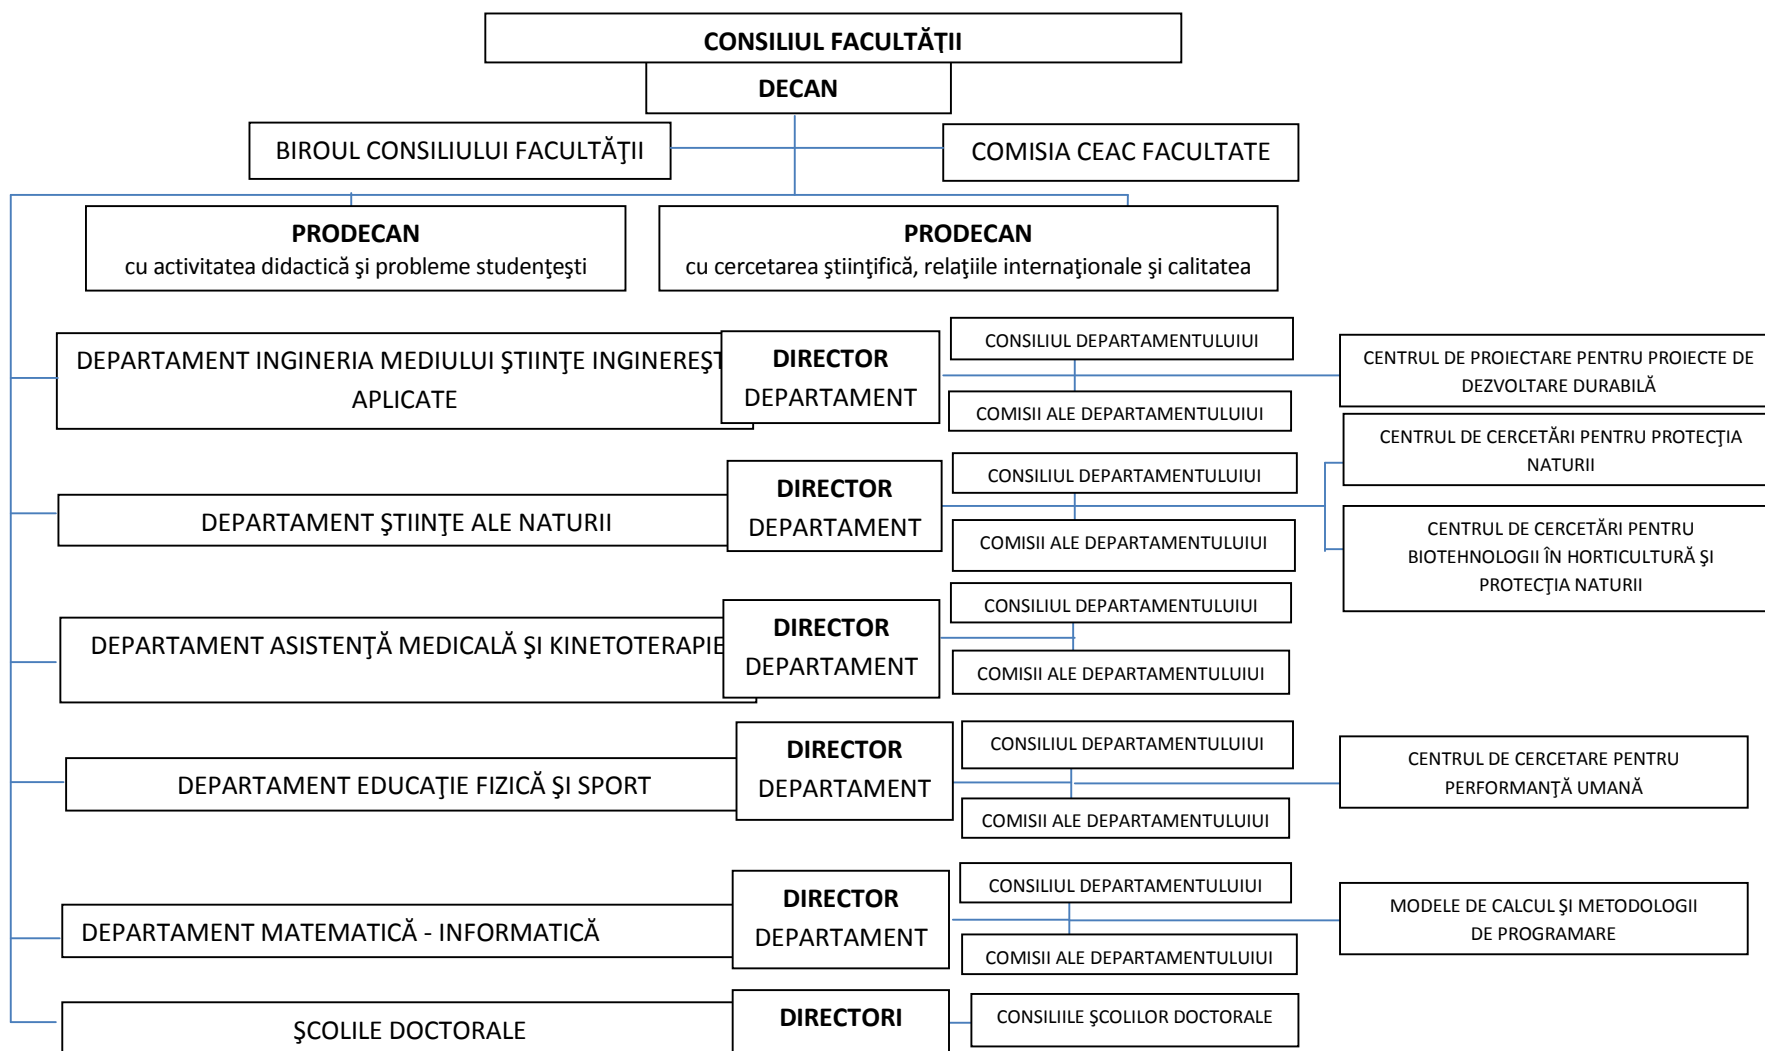 CONSILIUL FACULTĂŢII
DECAN
BIROUL CONSILIULUI FACULTĂŢII
COMISIA CEAC FACULTATE
PRODECAN
cu activitatea didactică şi probleme studenţeşti
PRODECAN
cu cercetarea ştiinţifică, relaţiile internaţionale şi calitatea
DEPARTAMENT INGINERIA MEDIULUI ŞTIINŢE INGINEREŞT
APLICATE
DIRECTOR
DEPARTAMENT
CONSILIUL DEPARTAMENTULUIUI
COMISII ALE DEPARTAMENTULUIUI
CENTRUL DE PROIECTARE PENTRU PROIECTE DE
DEZVOLTARE DURABILĂ
DEPARTAMENT ŞTIINŢE ALE NATURII
DIRECTOR
DEPARTAMENT
CONSILIUL DEPARTAMENTULUIUI
COMISII ALE DEPARTAMENTULUIUI
CENTRUL DE CERCETĂRI PENTRU PROTECŢIA
NATURII
CENTRUL DE CERCETĂRI PENTRU
BIOTEHNOLOGII ÎN HORTICULTURĂ ŞI
PROTECŢIA NATURII
DEPARTAMENT ASISTENŢĂ MEDICALĂ ŞI KINETOTERAPIE
DIRECTOR
DEPARTAMENT
CONSILIUL DEPARTAMENTULUIUI
COMISII ALE DEPARTAMENTULUIUI
DEPARTAMENT EDUCAŢIE FIZICĂ ŞI SPORT
DIRECTOR
DEPARTAMENT
CONSILIUL DEPARTAMENTULUIUI
COMISII ALE DEPARTAMENTULUIUI
CENTRUL DE CERCETARE PENTRU
PERFORMANŢĂ UMANĂ
DEPARTAMENT MATEMATICĂ - INFORMATICĂ
DIRECTOR
DEPARTAMENT
CONSILIUL DEPARTAMENTULUIUI
COMISII ALE DEPARTAMENTULUIUI
MODELE DE CALCUL ŞI METODOLOGII
DE PROGRAMARE
ŞCOLILE DOCTORALE
DIRECTORI
CONSILIILE ŞCOLILOR DOCTORALE